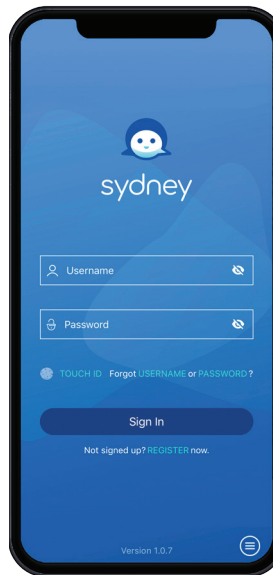 sydney
Username
Password
TOUCH ID Forgot USERNAME or PASSWORD ?
Sign In
Not signed up? REGISTER now.
Version 1.0.7